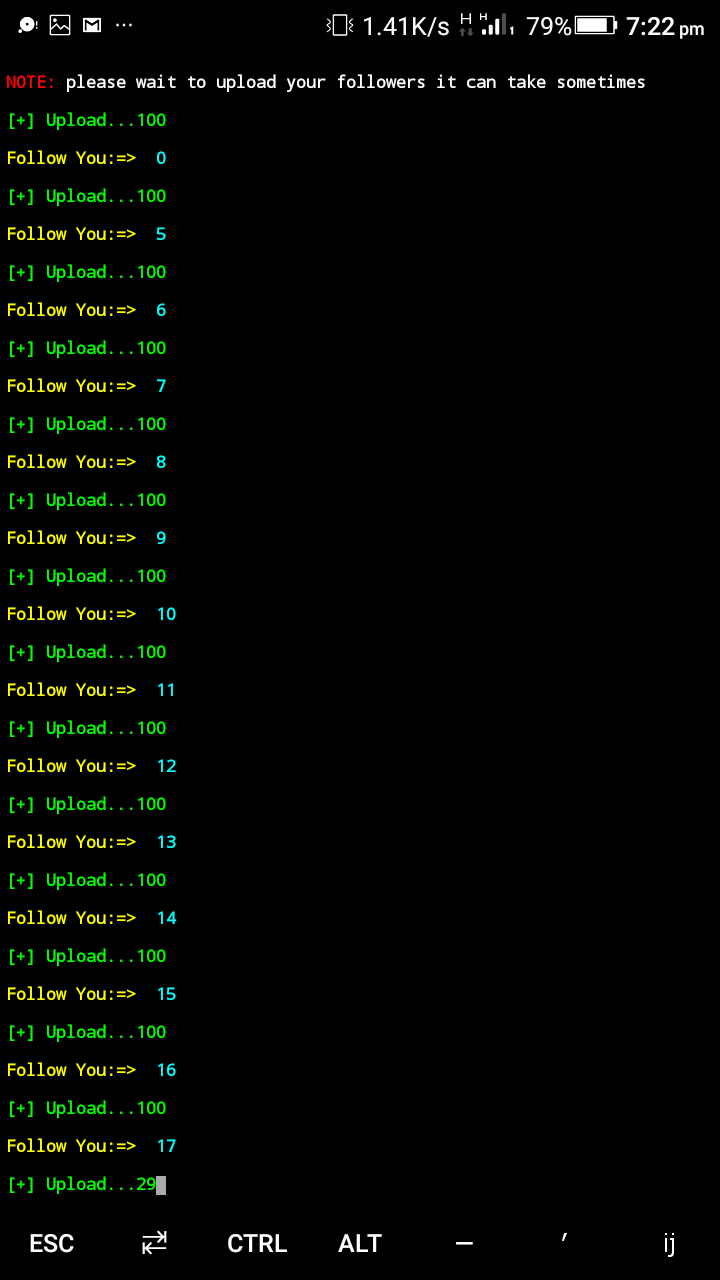 1.41K/s H H 1 79% 7:22 pm
NOTE: please wait to upload your followers it can take sometimes
[+] Upload...100
Follow You:=> 0
[+] Upload...100
Follow You:=> 5
[+] Upload...100
Follow You:=> 6
[+] Upload...100
Follow You:=> 7
[+] Upload...100
Follow You:=> 8
[+] Upload...100
Follow You:=> 9
[+] Upload...100
Follow You:=> 10
[+] Upload...100
Follow You:=> 11
[+] Upload...100
Follow You:=> 12
[+] Upload...100
Follow You:=> 13
[+] Upload...100
Follow You:=> 14
[+] Upload...100
Follow You:=> 15
[+] Upload...100
Follow You:=> 16
[+] Upload...100
Follow You:=> 17
[+] Upload...29
ESC CTRL ALT — ′ ij